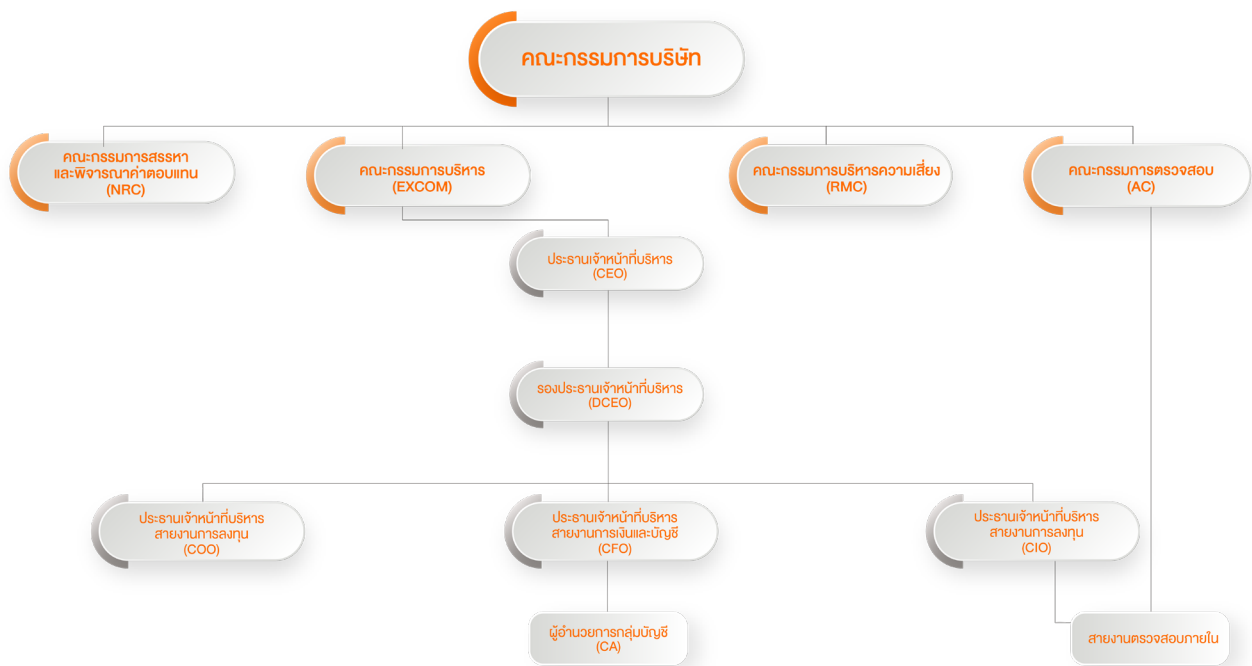 คณะกรรมการบริษัท
คณะกรรมการสรรหา
และพิจารณาค่าตอบแทน
(NRC)
คณะกรรมการบริหาร
(EXCOM)
คณะกรรมการบริหารความเสี่ยง
(RMC)
คณะกรรมการตรวจสอบ
(AC)
ประธานเจ้าหน้าที่บริหาร
(CEO)
รองประธานเจ้าหน้าที่บริหาร
(DCEO)
ประธานเจ้าหน้าที่บริหาร
สายงานการลงทุน
(COO)
ประธานเจ้าหน้าที่บริหาร
สายงานการเงินและบัญชี
(CFO)
ประธานเจ้าหน้าที่บริหาร
สายงานการลงทุน
(CIO)
ผู้อำนวยการกลุ่มบัญชี
(CA)
สายงานตรวจสอบภายใน